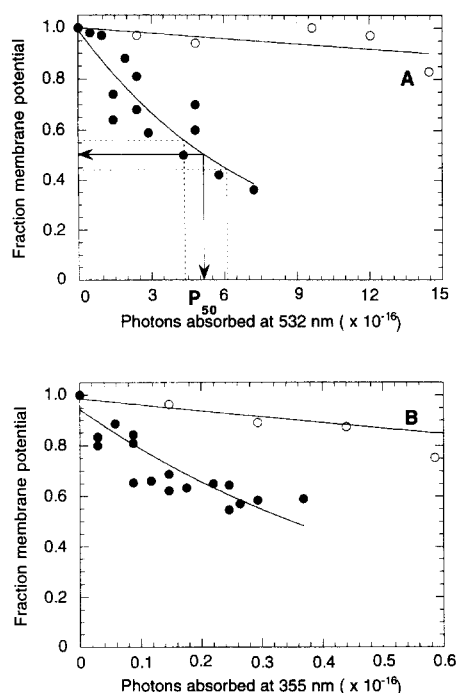 1.0
0.8
0.6
0.4
0.2
0
Fraction membrane potential
A
0 3 6 9 12 15
P50
Photons absorbed at 532 nm ( x 10-16)
1.0
0.8
0.6
0.4
0.2
0
Fraction membrane potential
B
0 0.1 0.2 0.3 0.4 0.6
Photons absorbed at 355 nm ( x 10-16)